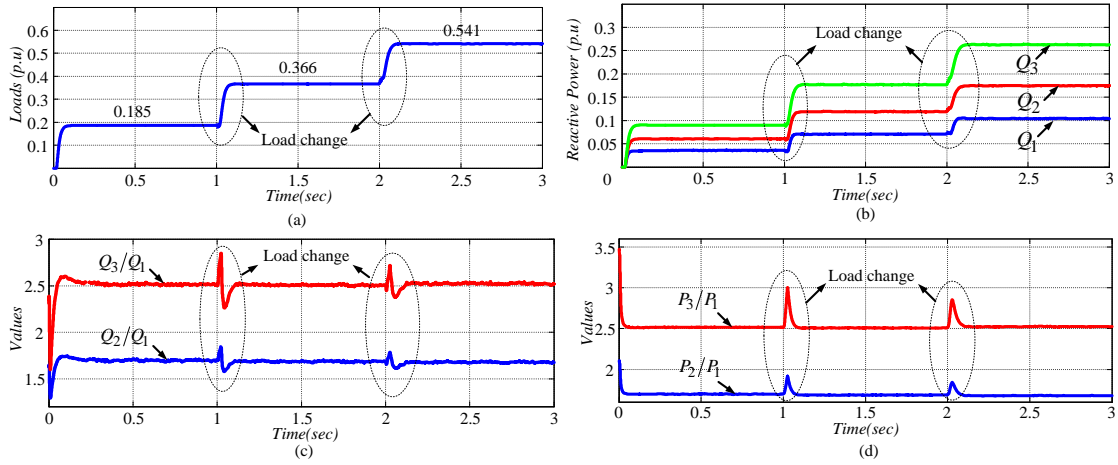 0.6
0.5
0.4
0.3
0.2
0.1
0
0.5
1
1.5
2
2.5
3
Loads (p.u)
Time(sec)
0.185
0.366
0.541
Load change
(a)
0.25
0.2
0.15
0.10
0.05
0
0.5
1
1.5
2
2.5
3
Reactive Power (p.u)
Time(sec)
Load change
Q3
Q2
Q1
(b)
3
2.5
2
1.5
0
0.5
1
1.5
2
2.5
3
Values
Time(sec)
Q3/Q1
Q2/Q1
Load change
(c)
3.5
3
2.5
2
0
0.5
1
1.5
2
2.5
3
Values
Time(sec)
P3/P1
P2/P1
Load change
(d)